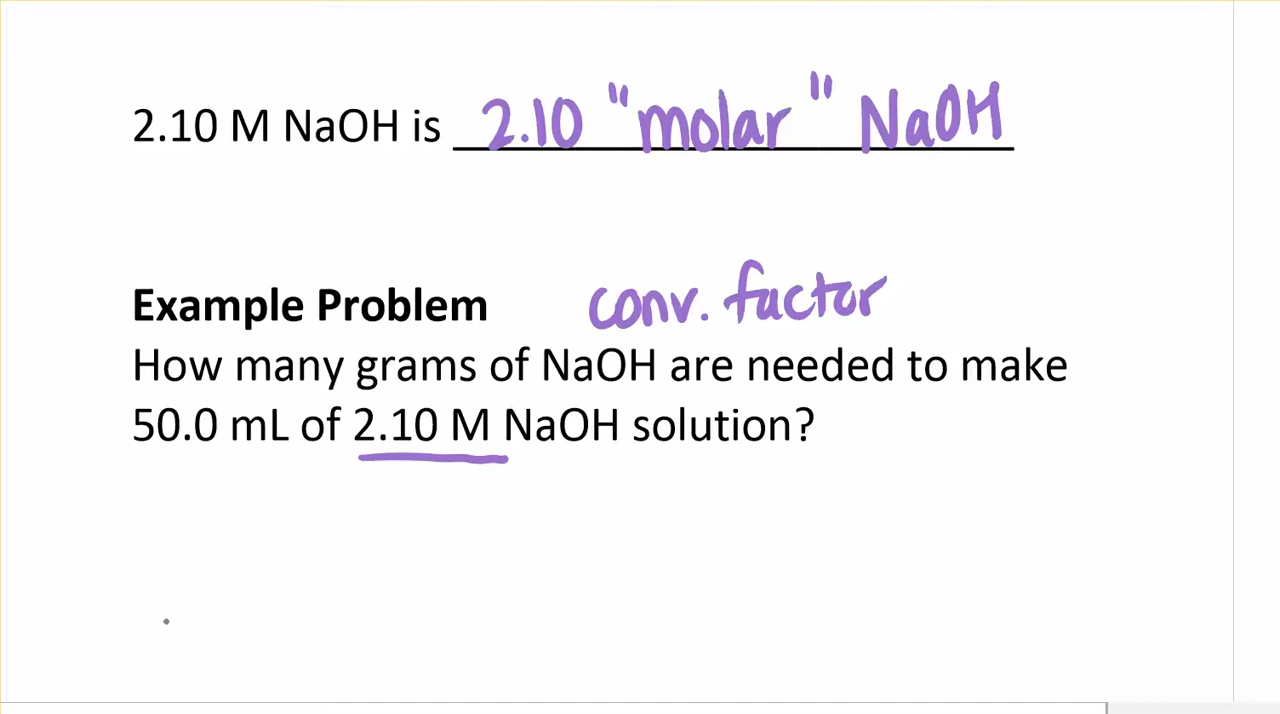 2.10 M NaOH is 2.10 "molar" NaOH
Example Problem conv. factor
How many grams of NaOH are needed to make
50.0 mL of 2.10 M NaOH solution?